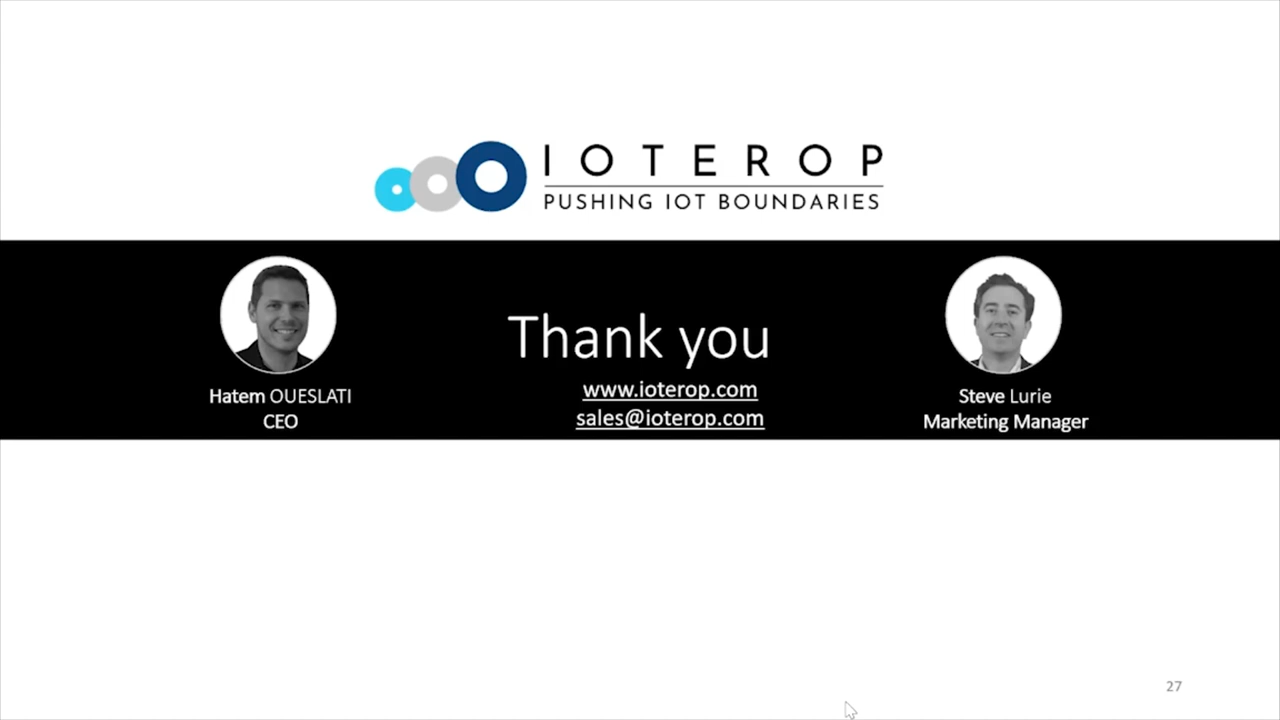 IOTEROP
PUSHING IOT BOUNDARIES
Thank you
www.ioterop.com
sales@ioterop.com
Hatem OUESLATI
CEO
Steve Lurie
Marketing Manager
27